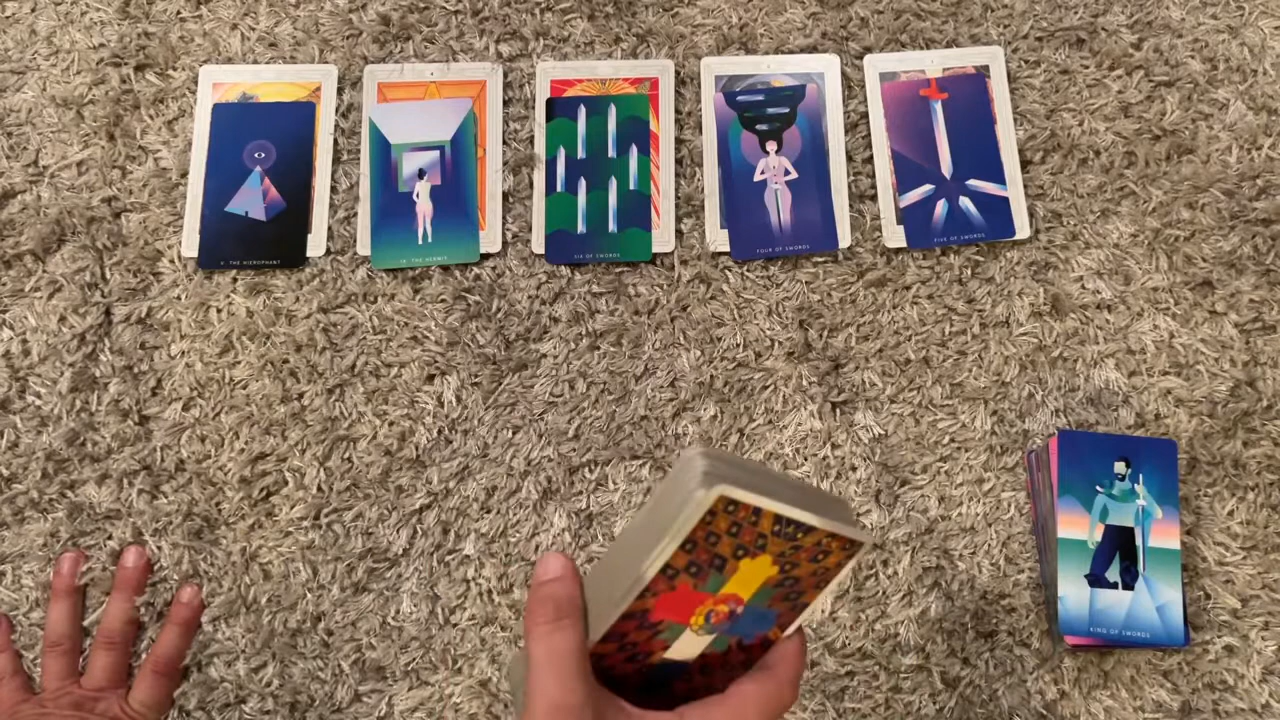 V. THE HIEROPHANT
IX. THE HERMIT
SIX OF SWORDS
FOUR OF SWORDS
FIVE OF SWORDS
KING OF SWORDS